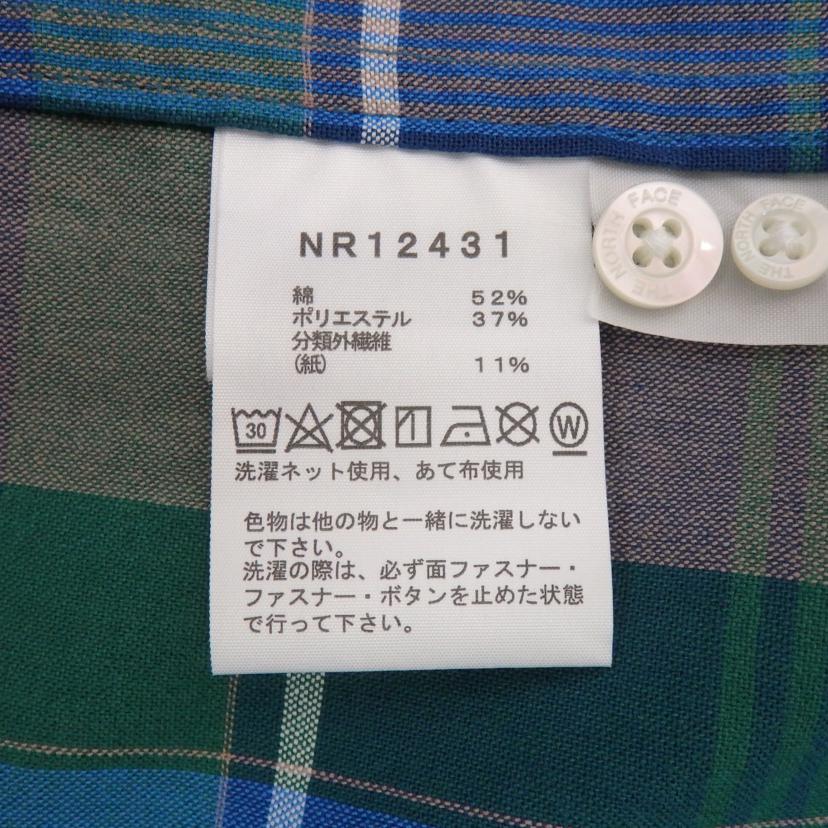 NR12431
綿 52%
ポリエステル 37%
分類外繊維
(紙) 11%
30 W
洗濯ネット使用、あて布使用
色物は他の物と一緒に洗濯しない
で下さい。
洗濯の際は、必ず面ファスナー・
ファスナー・ボタンを止めた状態
で行って下さい。
THE NORTH FACE
THE NORTH FACE